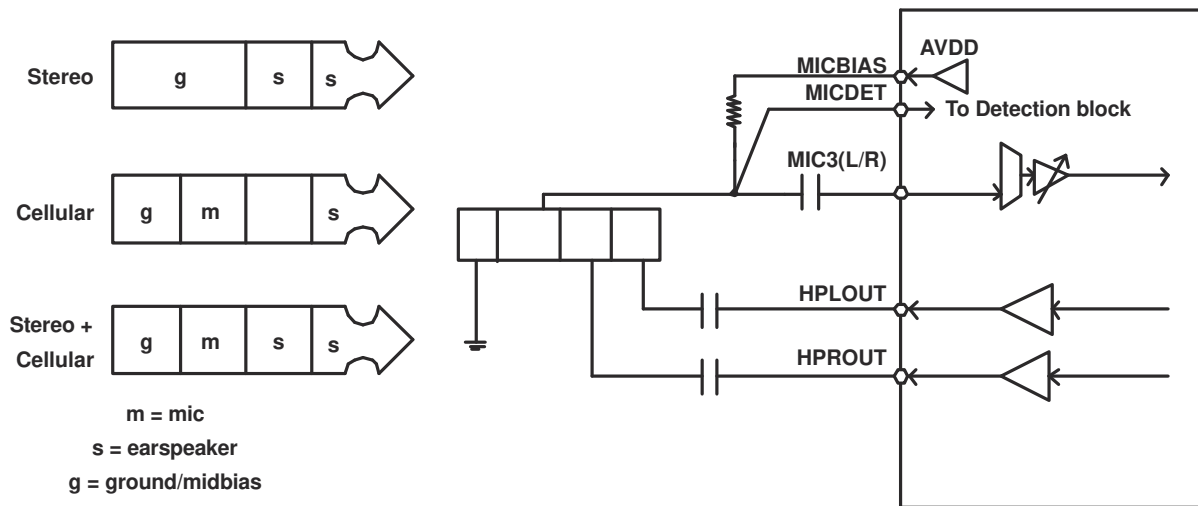 Stereo
g s s
Cellular
g m s
Stereo +
Cellular
g m s s
m = mic
s = earspeaker
g = ground/midbias
AVDD
MICBIAS
MICDET
To Detection block
MIC3(L/R)
HPLOUT
HPROUT